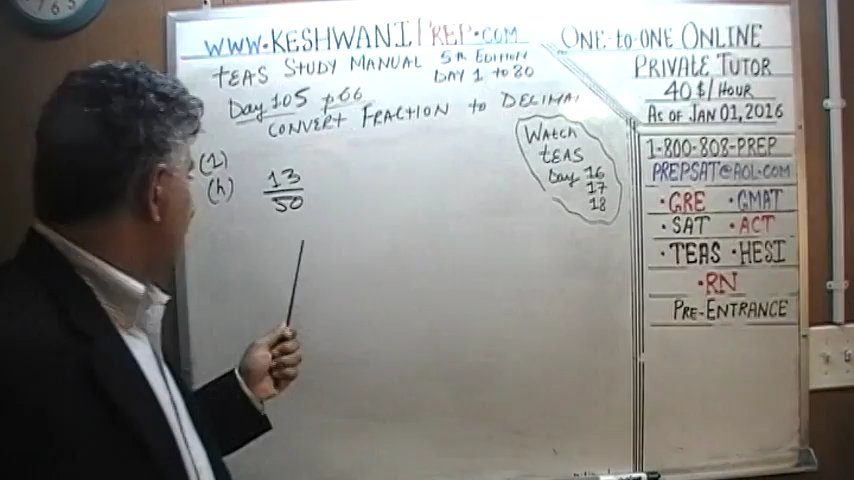 WWW.KESHWANIPREP.COM
TEAS STUDY MANUAL 5TH EDITION
DAY 1 TO 80
Day 105 p66
CONVERT FRACTION to DECIMAL
(1)
(h) 13
50
WATCH
TEAS
Day 16
17
18
ONE-to-ONE ONLINE
PRIVATE TUTOR
40$/HOUR
AS OF JAN 01,2016
1-800-808-PREP
PREPSAT@AOL.COM
•GRE •GMAT
•SAT •ACT
•TEAS •HESI
•RN
PRE-ENTRANCE